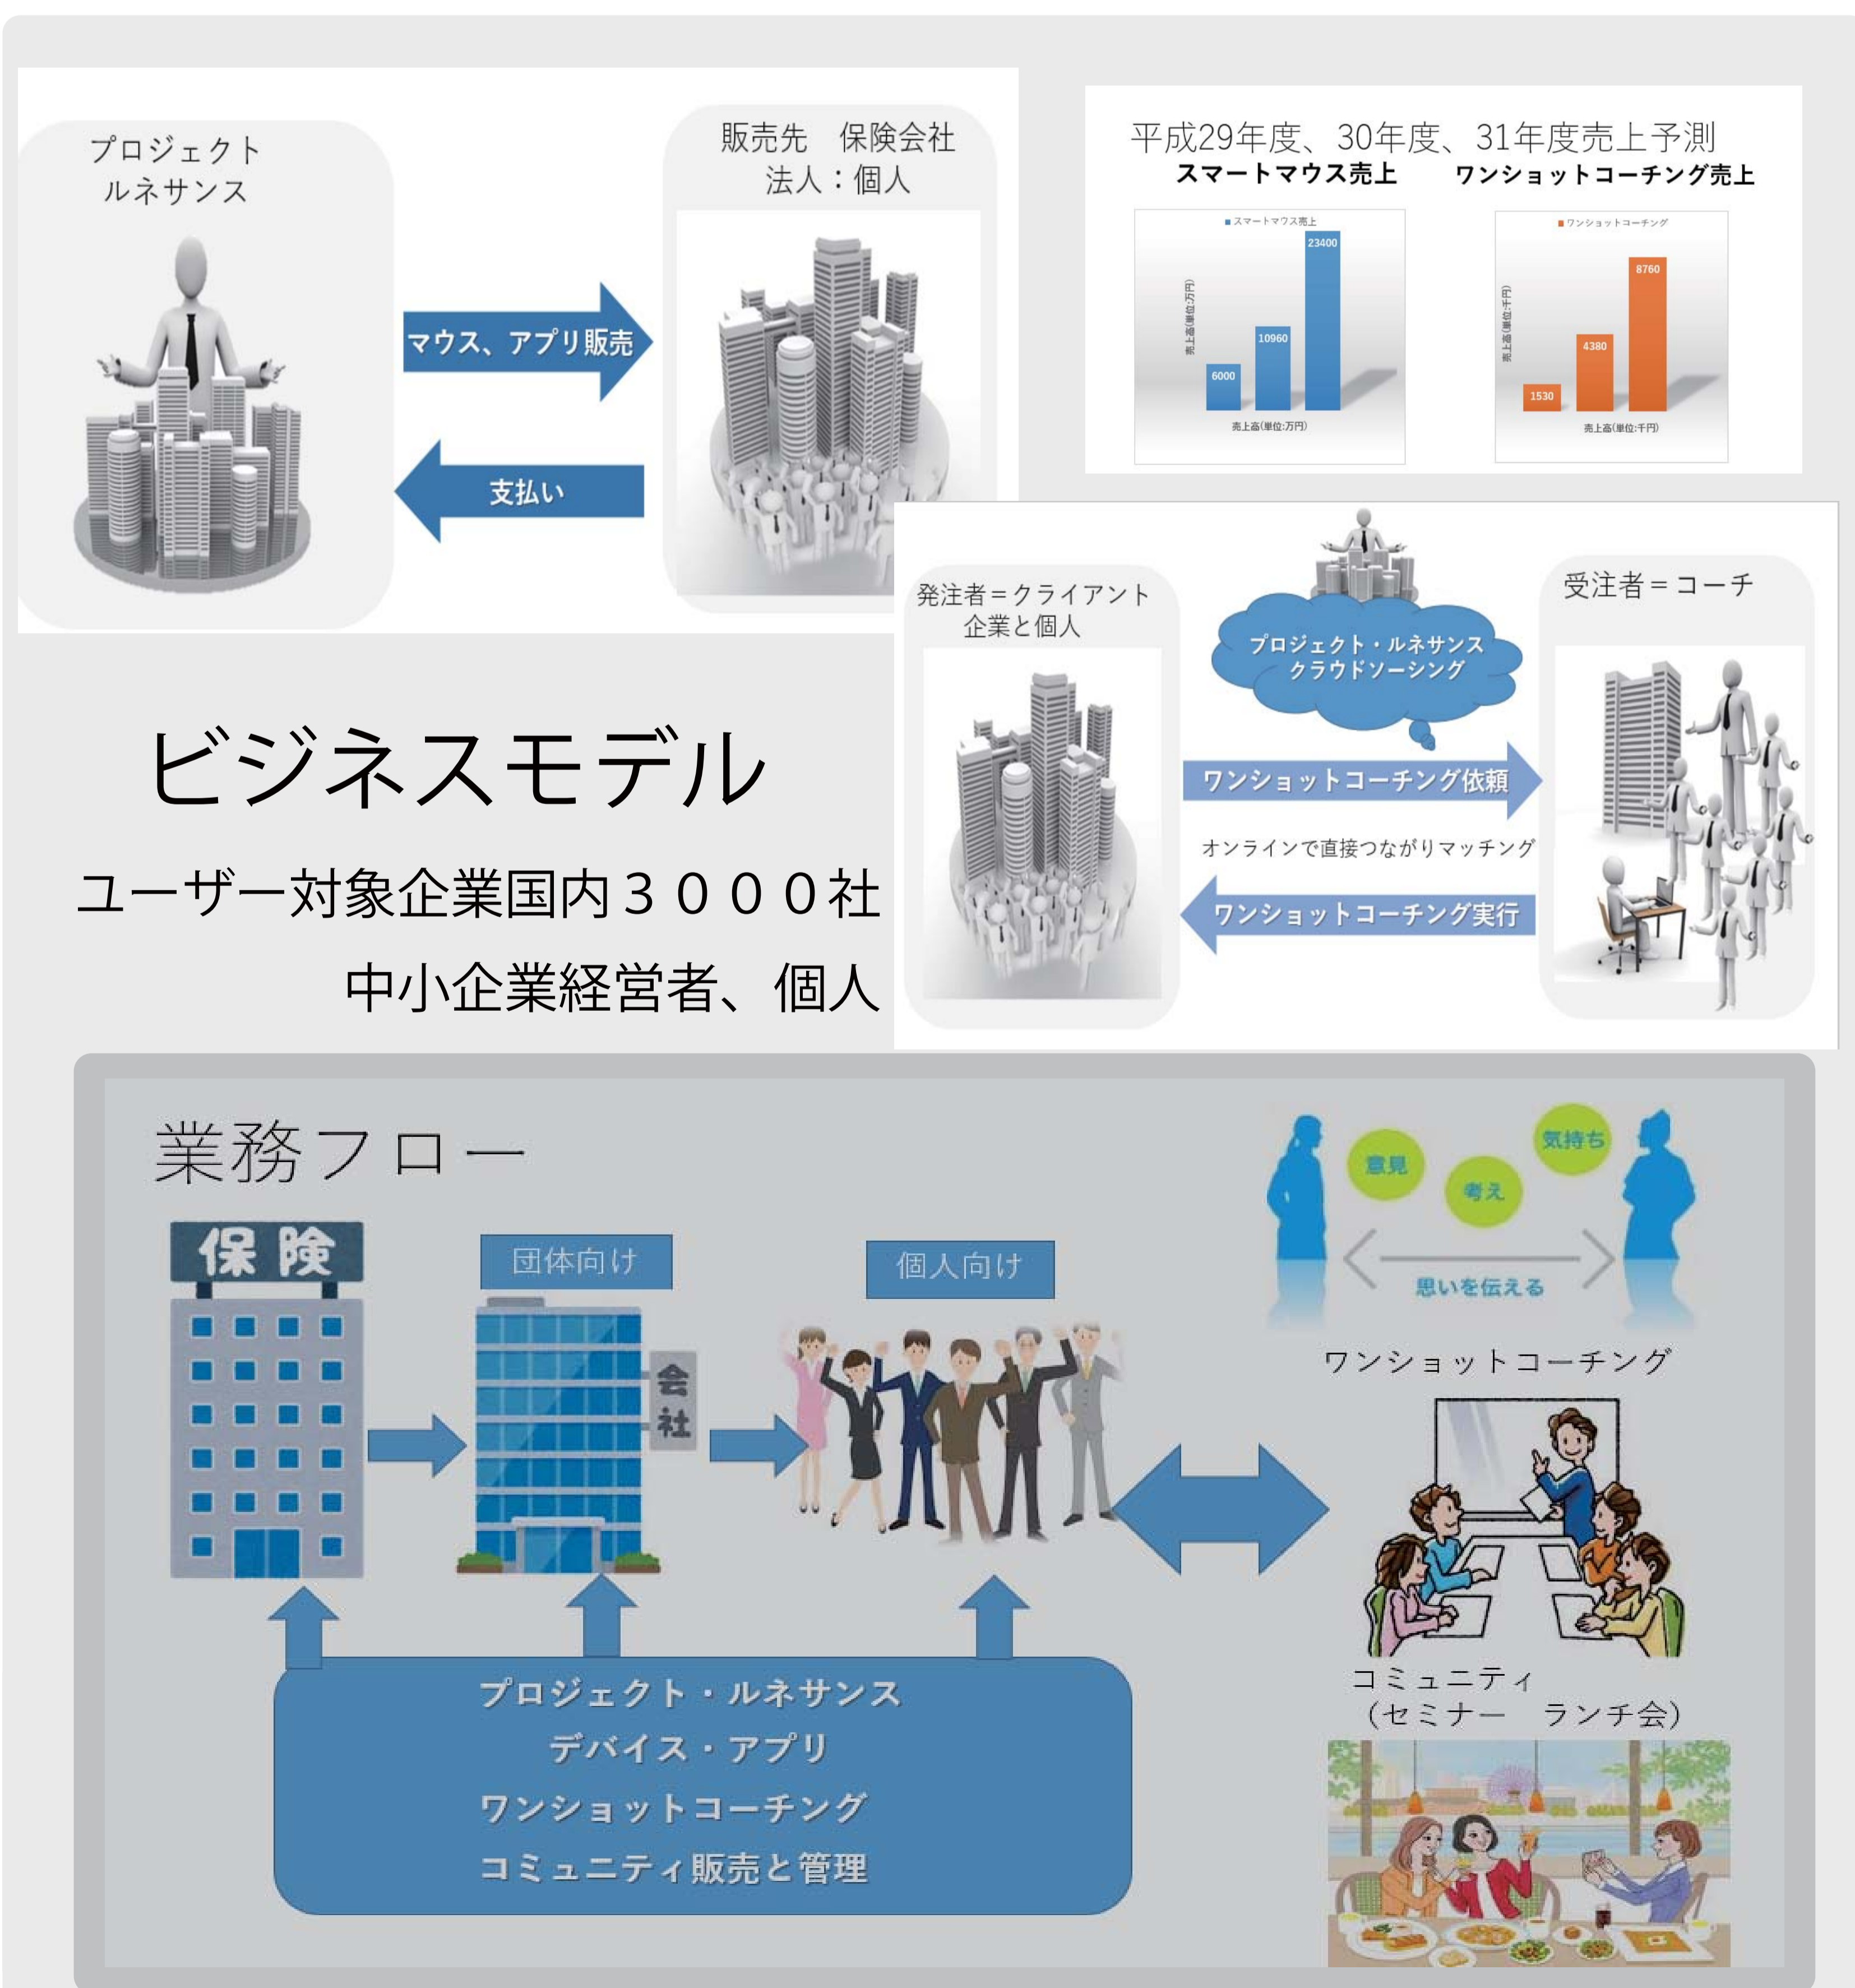 プロジェクト
ルネサンス
マウス、アプリ販売
支払い
販売先　保険会社
法人：個人
平成29年度、30年度、31年度売上予測
スマートマウス売上
ワンショットコーチング売上
スマートマウス売上
23400
10960
6000
売上高(単位:万円)
売上高(単位:万円)
ワンショットコーチング
8760
4380
1530
売上高(単位:千円)
売上高(単位:千円)
発注者＝クライアント
企業と個人
プロジェクト・ルネサンス
クラウドソーシング
ワンショットコーチング依頼
オンラインで直接つながりマッチング
ワンショットコーチング実行
受注者＝コーチ
ビジネスモデル
ユーザー対象企業国内３０００社
中小企業経営者、個人
業務フロー
保険
団体向け
会社
個人向け
意見
考え
気持ち
思いを伝える
ワンショットコーチング
コミュニティ
（セミナー　ランチ会）
プロジェクト・ルネサンス
デバイス・アプリ
ワンショットコーチング
コミュニティ販売と管理